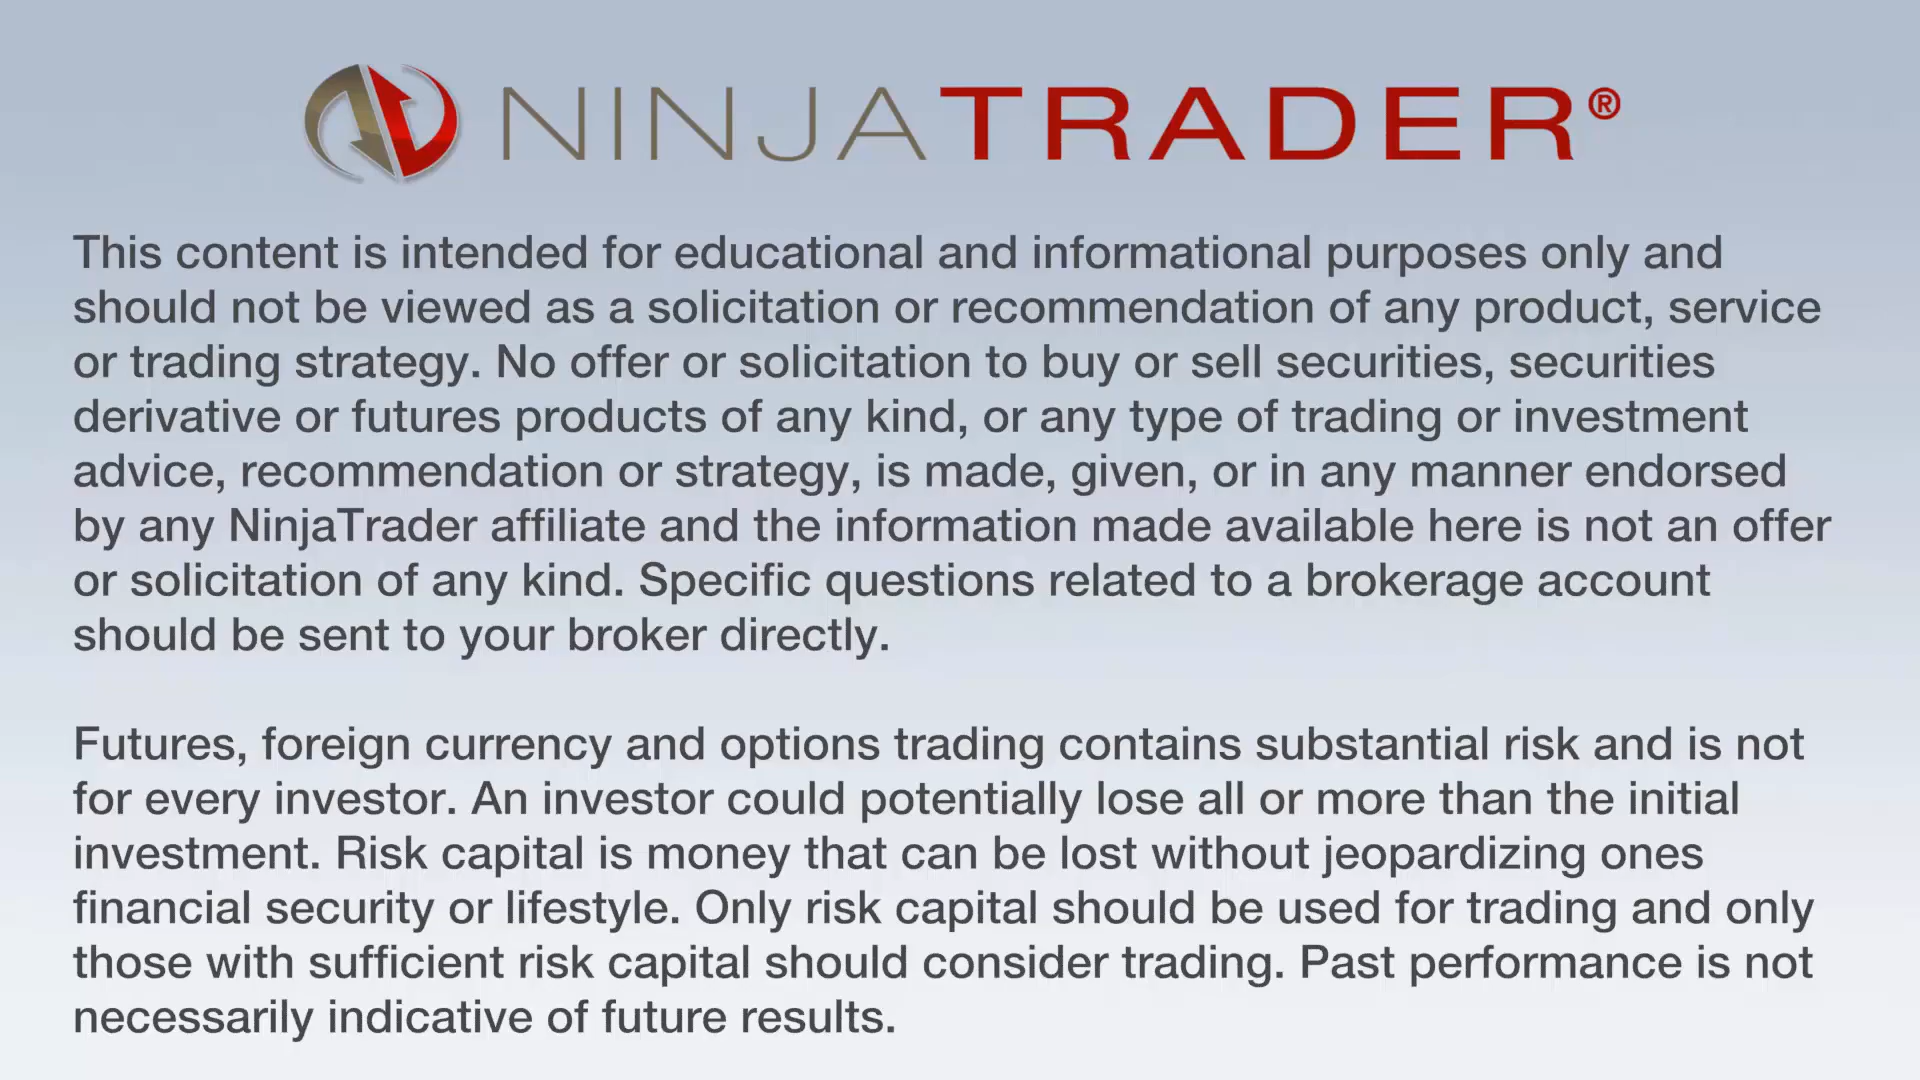 NINJATRADER®
This content is intended for educational and informational purposes only and
should not be viewed as a solicitation or recommendation of any product, service
or trading strategy. No offer or solicitation to buy or sell securities, securities
derivative or futures products of any kind, or any type of trading or investment
advice, recommendation or strategy, is made, given, or in any manner endorsed
by any NinjaTrader affiliate and the information made available here is not an offer
or solicitation of any kind. Specific questions related to a brokerage account
should be sent to your broker directly.
Futures, foreign currency and options trading contains substantial risk and is not
for every investor. An investor could potentially lose all or more than the initial
investment. Risk capital is money that can be lost without jeopardizing ones
financial security or lifestyle. Only risk capital should be used for trading and only
those with sufficient risk capital should consider trading. Past performance is not
necessarily indicative of future results.